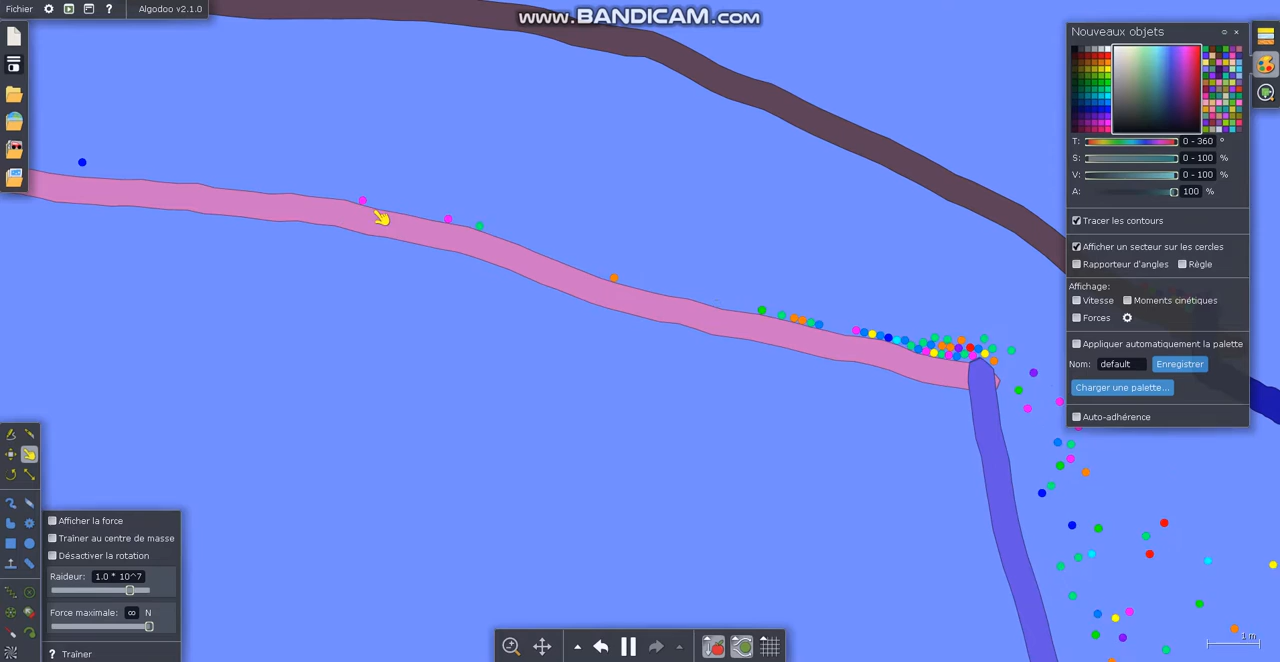 Fichier
?
Algodoo v2.1.0
www.BANDICAM.com
Nouveaux objets
T:
0 - 360
°
S:
0 - 100
%
V:
0 - 100
%
A:
100
%
Tracer les contours
Afficher un secteur sur les cercles
Rapporteur d'angles
Règle
Affichage:
Vitesse
Moments cinétiques
Forces
Appliquer automatiquement la palette
Nom:
default
Enregistrer
Charger une palette...
Auto-adhérence
Afficher la force
Traîner au centre de masse
Désactiver la rotation
Raideur:
1.0 * 10^7
Force maximale:
∞
N
? Traîner
1 m